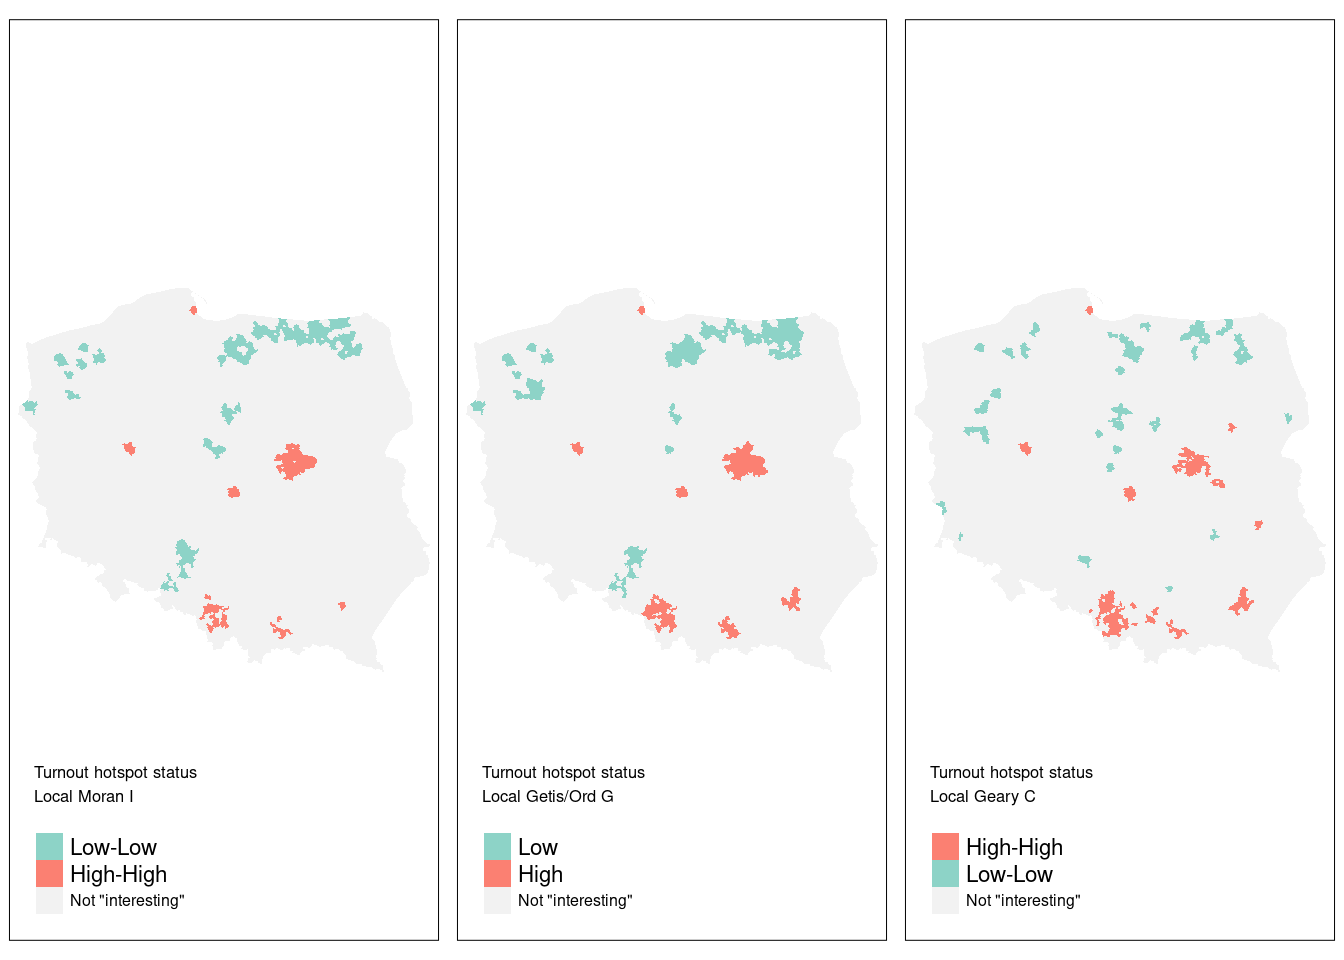 Turnout hotspot status
Local Moran I
Low-Low
High-High
Not "interesting"
Turnout hotspot status
Local Getis/Ord G
Low
High
Not "interesting"
Turnout hotspot status
Local Geary C
High-High
Low-Low
Not "interesting"